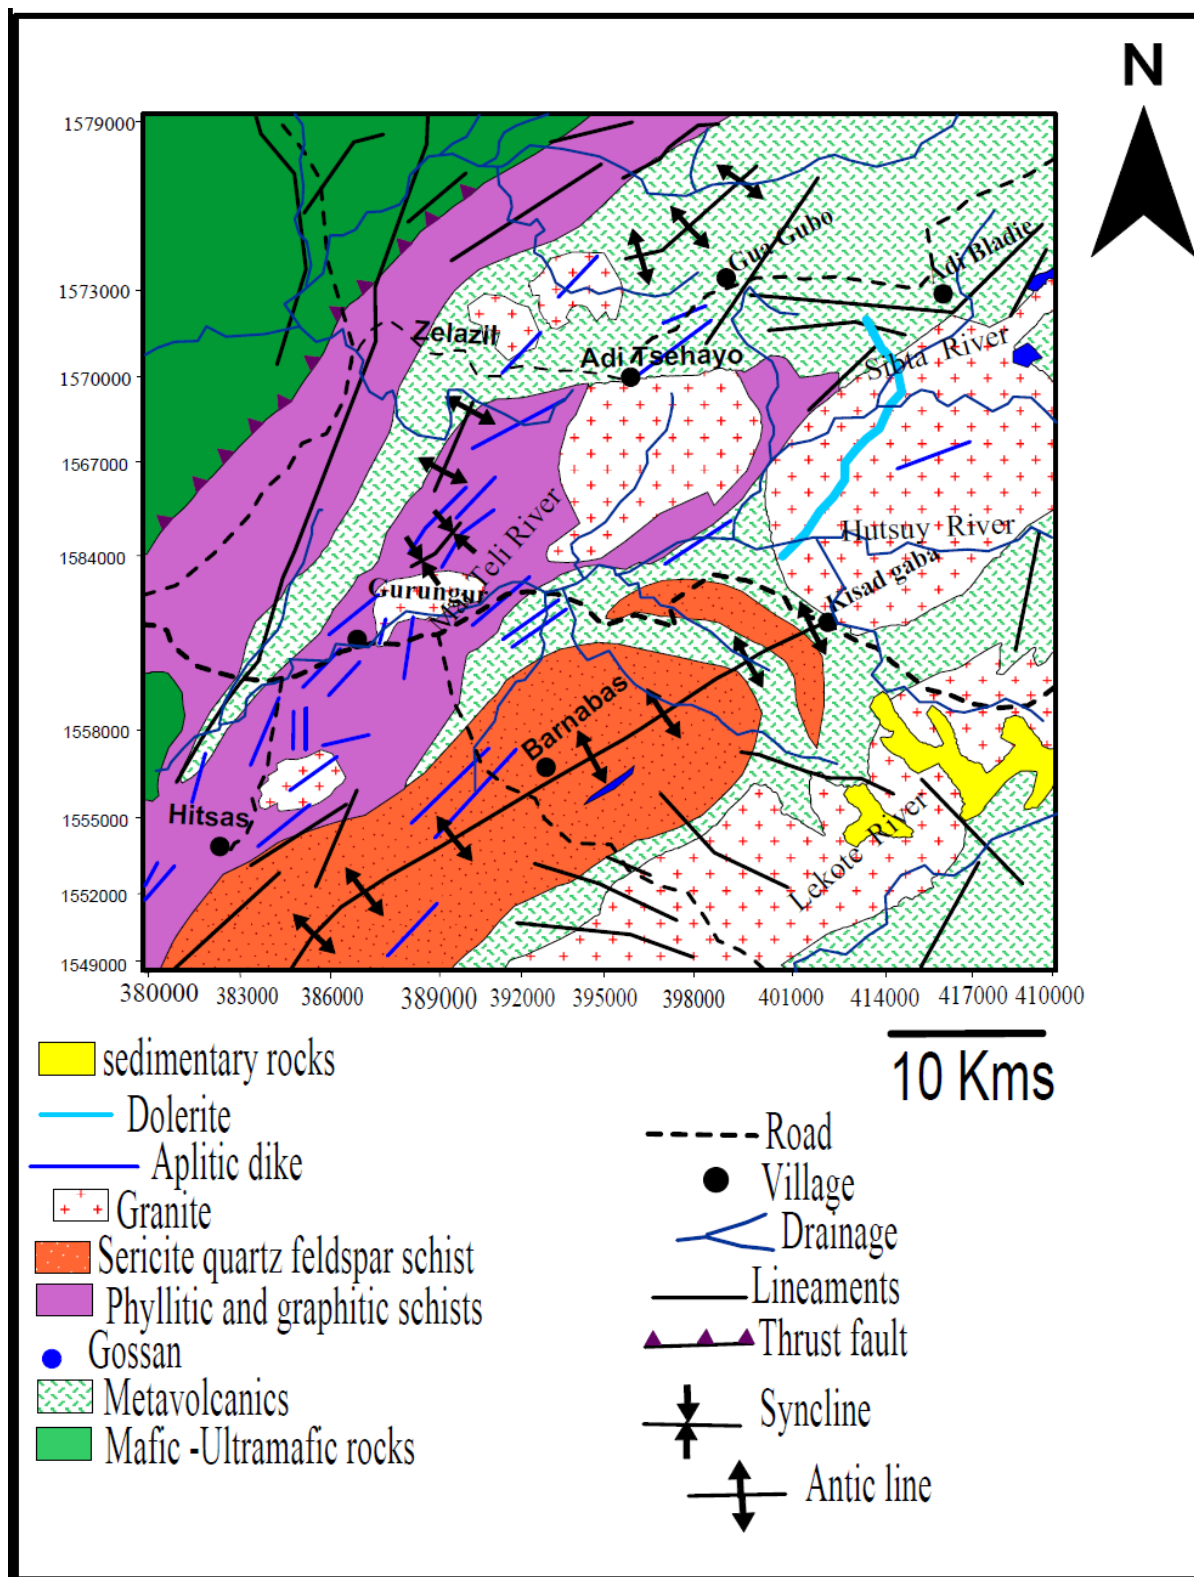 N
1579000
1573000
1570000
1567000
1584000
1558000
1555000
1552000
1549000
Gua Gubo
Adi Bladie
Zelazil
Adi Tsehayo
Sibta River
Hutsuy River
Mai Teli River
Gurungur
Kisad gaba
Barnabas
Hitsas
Lekote River
380000 383000 386000 389000 392000 395000 398000 401000 414000 417000 410000
10 Kms
sedimentary rocks
Dolerite
Aplitic dike
Granite
Sericite quartz feldspar schist
Phyllitic and graphitic schists
Gossan
Metavolcanics
Mafic -Ultramafic rocks
Road
Village
Drainage
Lineaments
Thrust fault
Syncline
Antic line